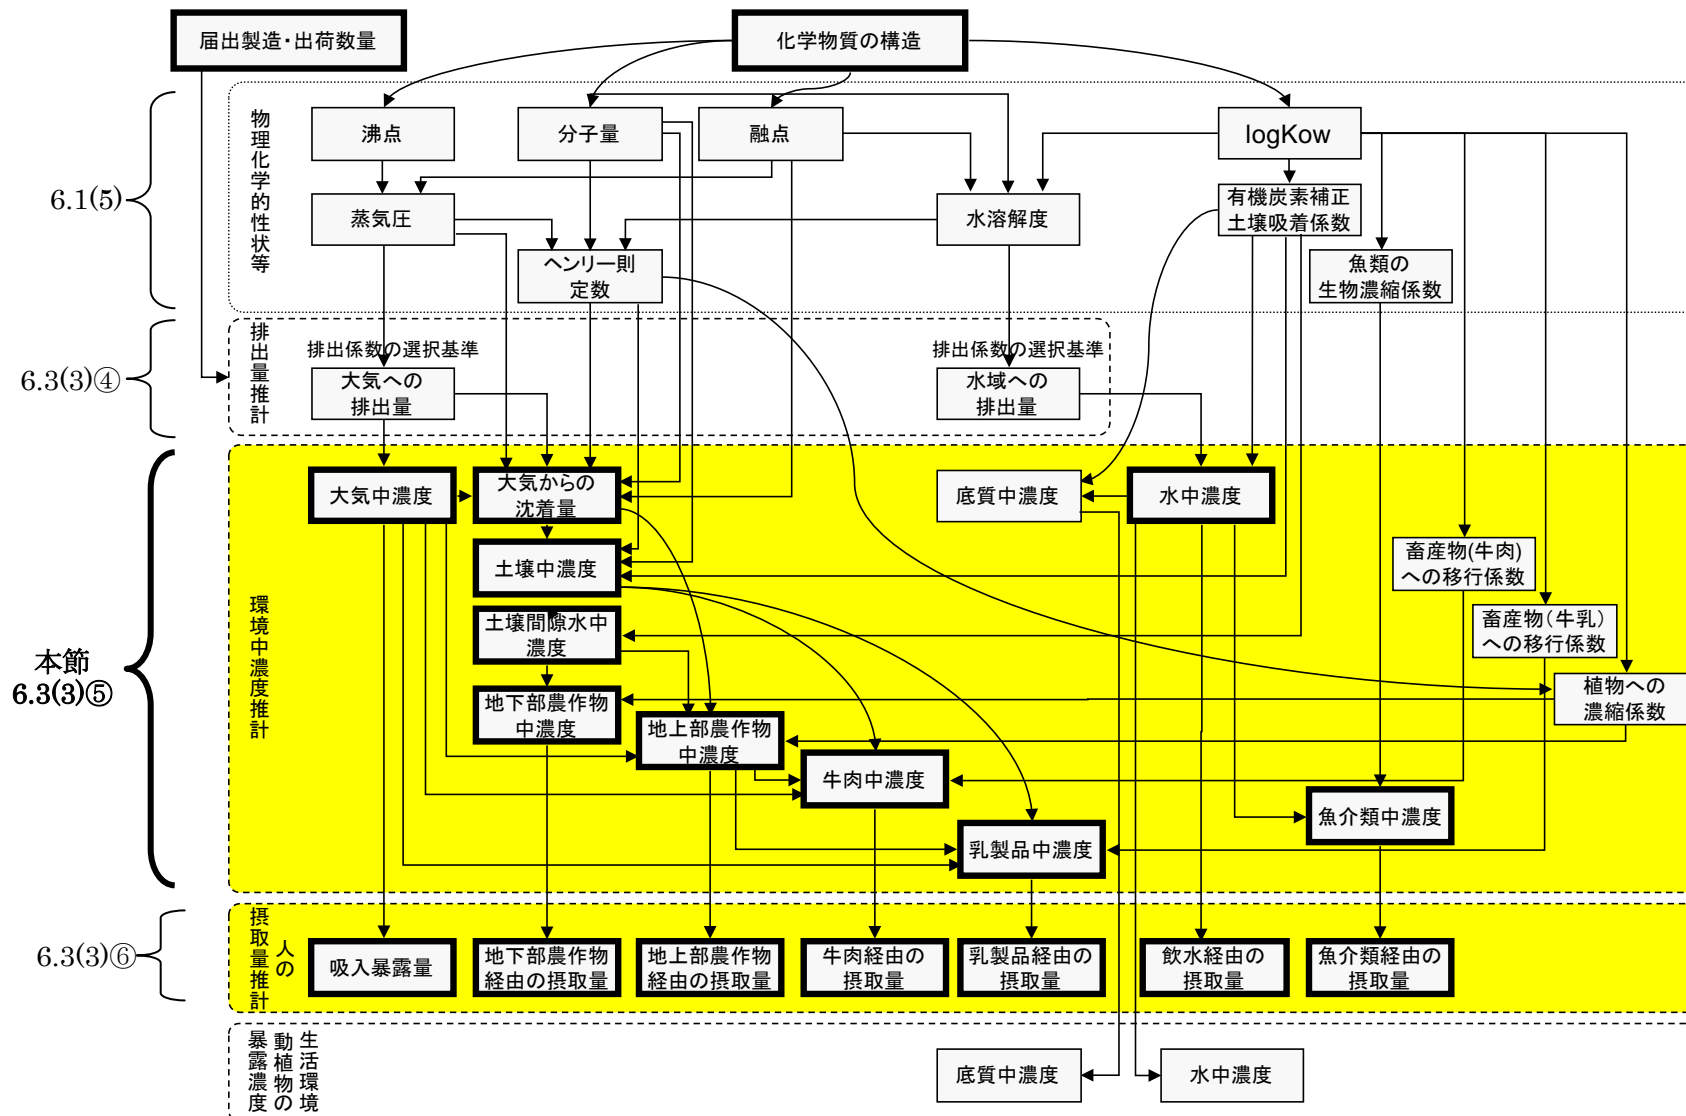 届出製造・出荷数量
化学物質の構造
6.1(5)
物理化学的性状等
沸点
分子量
融点
logKow
蒸気圧
水溶解度
有機炭素補正
土壌吸着係数
ヘンリー則
定数
魚類の
生物濃縮係数
6.3(3)④
排出量推計
排出係数の選択基準
排出係数の選択基準
大気への
排出量
水域への
排出量
本節
6.3(3)⑤
環境中濃度推計
大気中濃度
大気からの
沈着量
底質中濃度
水中濃度
土壌中濃度
畜産物(牛肉)
への移行係数
土壌間隙水中
濃度
畜産物(牛乳)
への移行係数
地下部農作物
中濃度
植物への
濃縮係数
地上部農作物
中濃度
牛肉中濃度
魚介類中濃度
乳製品中濃度
6.3(3)⑥
人の
摂取量推計
吸入暴露量
地下部農作物
経由の摂取量
地上部農作物
経由の摂取量
牛肉経由の
摂取量
乳製品経由の
摂取量
飲水経由の
摂取量
魚介類経由の
摂取量
生活環境
動植物の
暴露濃度
底質中濃度
水中濃度